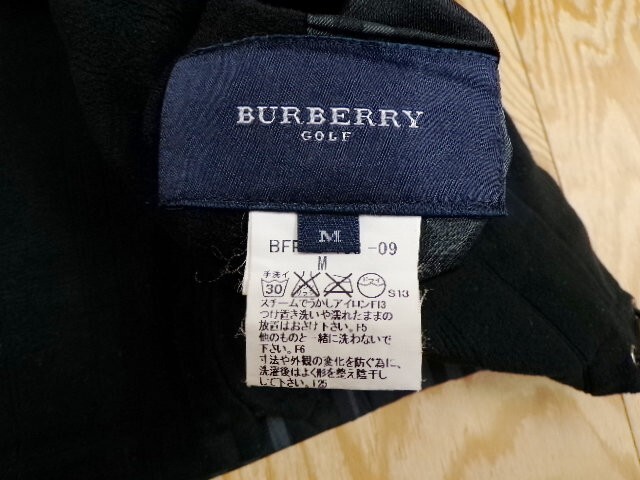 BURBERRY
GOLF
M
-09
M
手洗イ
30
S13
スチームでうかしアイロンF13
つけ置き洗いや濡れたままの
放置はおさけ下さい。F5
他のものと一緒に洗わないで
下さい。F6
寸法や外観の変化を防ぐ為に、
洗濯後はよく形を整え陰干し
して下さい。125